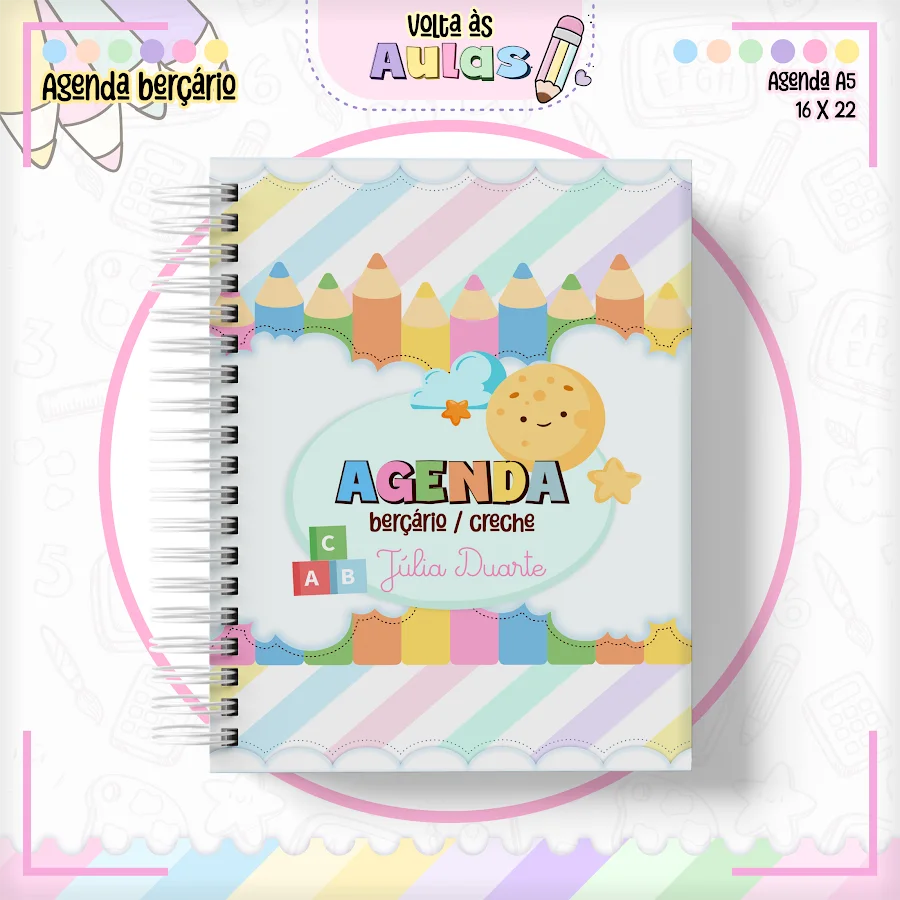 Volta às
Aulas
Agenda berçário
Agenda A5
16 X 22
AGENDA
berçário / creche
Júlia Duarte
C
A B